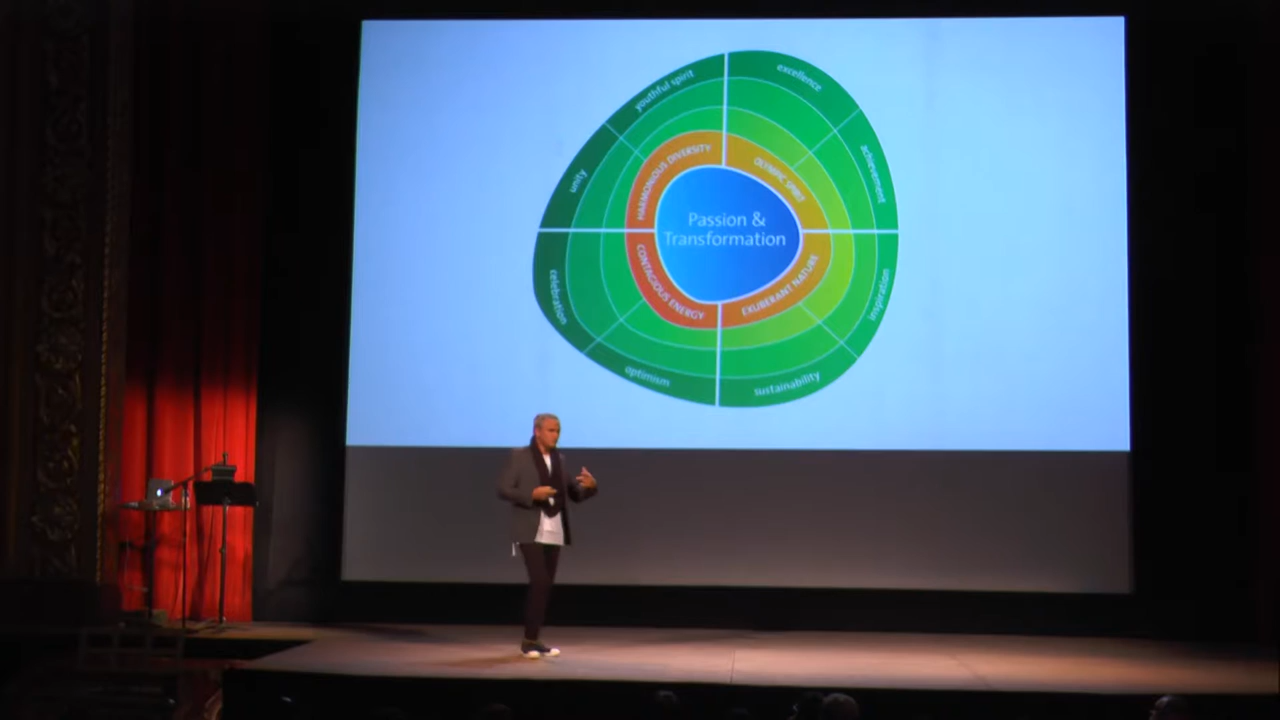 youthful spirit
excellence
unity
achievement
HARMONIOUS DIVERSITY
OLYMPIC SPIRIT
Passion &
Transformation
CONTAGIOUS ENERGY
EXUBERANT NATURE
celebration
inspiration
optimism
sustainability